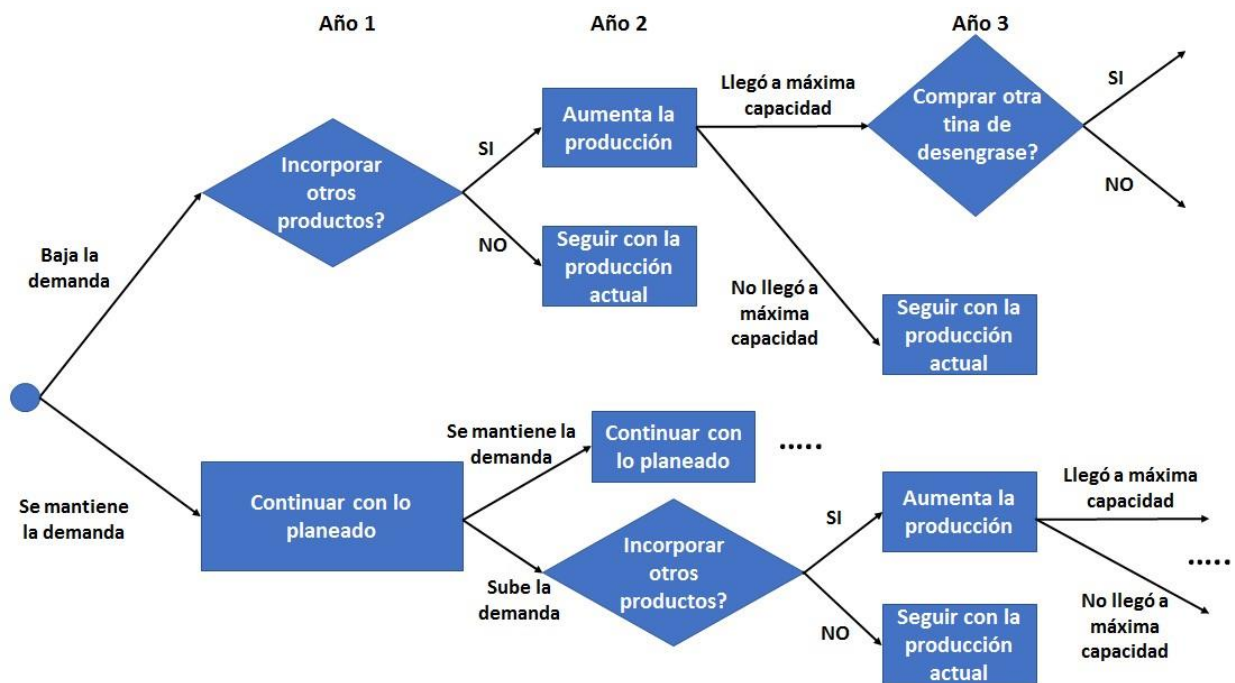 Año 1
Año 2
Año 3
Incorporar
otros
productos?
SI
NO
Aumenta la
producción
Llegó a máxima
capacidad
Comprar otra
tina de
desengrase?
SI
NO
Baja la
demanda
Seguir con la
producción
actual
No llegó a
máxima
capacidad
Seguir con la
producción
actual
Se mantiene
la demanda
Continuar con lo
planeado
Se mantiene la
demanda
Continuar con
lo planeado
.....
Sube la
demanda
Incorporar
otros
productos?
SI
NO
Aumenta la
producción
Llegó a máxima
capacidad
.....
No llegó a
máxima
capacidad
Seguir con la
producción
actual